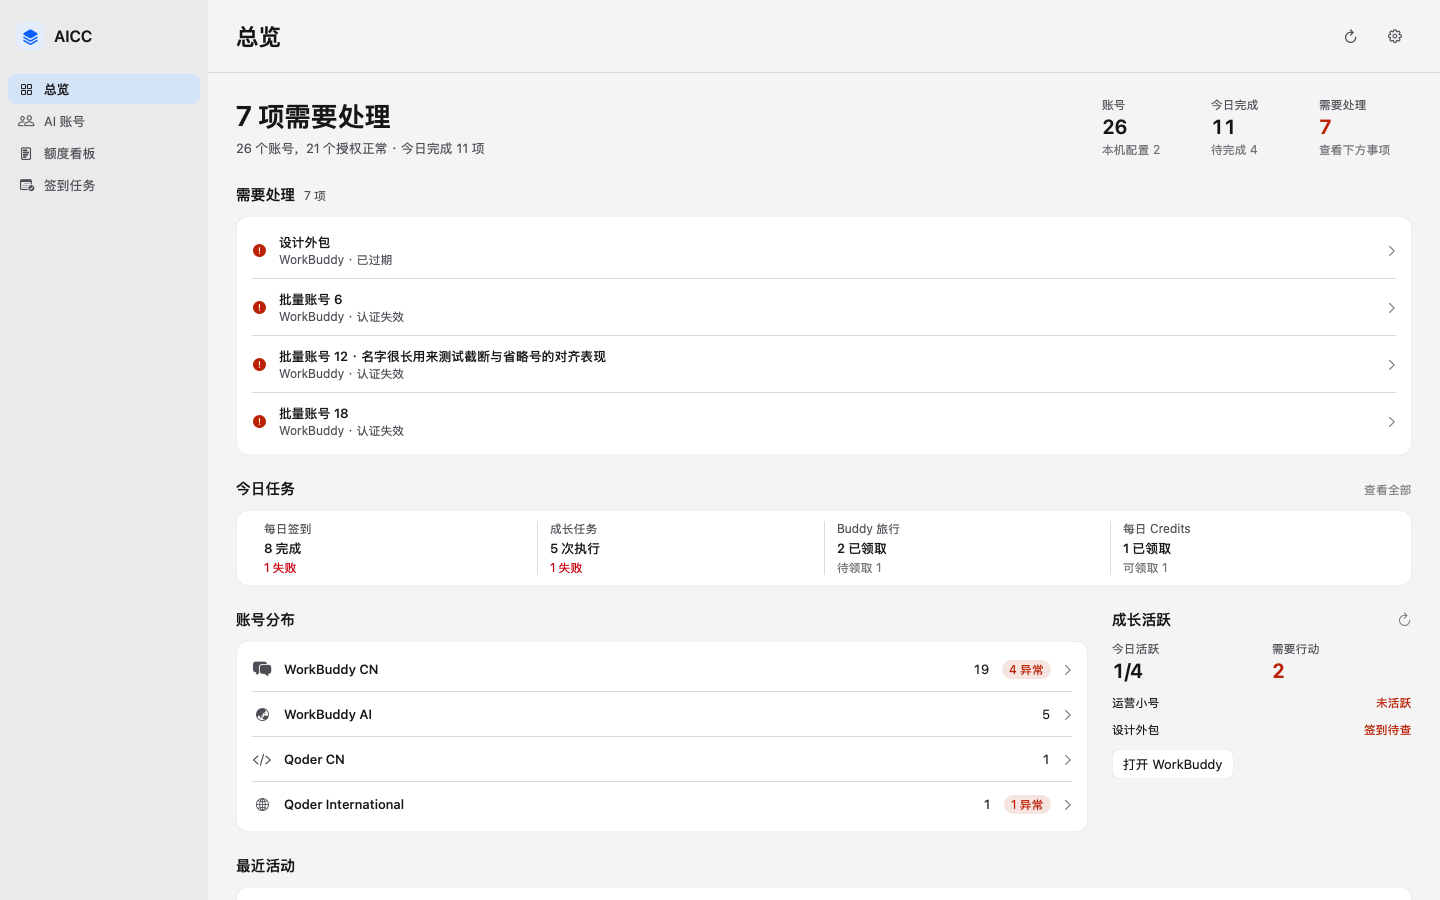 AICC
总览
AI 账号
额度看板
签到任务
总览
7 项需要处理
26 个账号，21 个授权正常 · 今日完成 11 项
账号
26
本机配置 2
今日完成
11
待完成 4
需要处理
7
查看下方事项
需要处理 7 项
设计外包
WorkBuddy · 已过期
批量账号 6
WorkBuddy · 认证失效
批量账号 12 · 名字很长用来测试截断与省略号的对齐表现
WorkBuddy · 认证失效
批量账号 18
WorkBuddy · 认证失效
今日任务
查看全部
每日签到
8 完成
1 失败
成长任务
5 次执行
1 失败
Buddy 旅行
2 已领取
待领取 1
每日 Credits
1 已领取
可领取 1
账号分布
WorkBuddy CN 19 4 异常
WorkBuddy AI 5
Qoder CN 1
Qoder International 1 1 异常
成长活跃
今日活跃
1/4
需要行动
2
运营小号 未活跃
设计外包 签到待查
打开 WorkBuddy
最近活动